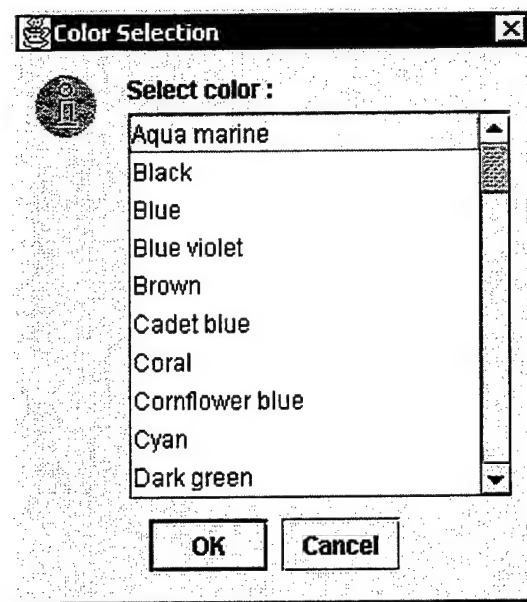 Color Selection
Select color :
Aqua marine
Black
Blue
Blue violet
Brown
Cadet blue
Coral
Cornflower blue
Cyan
Dark green
OK Cancel